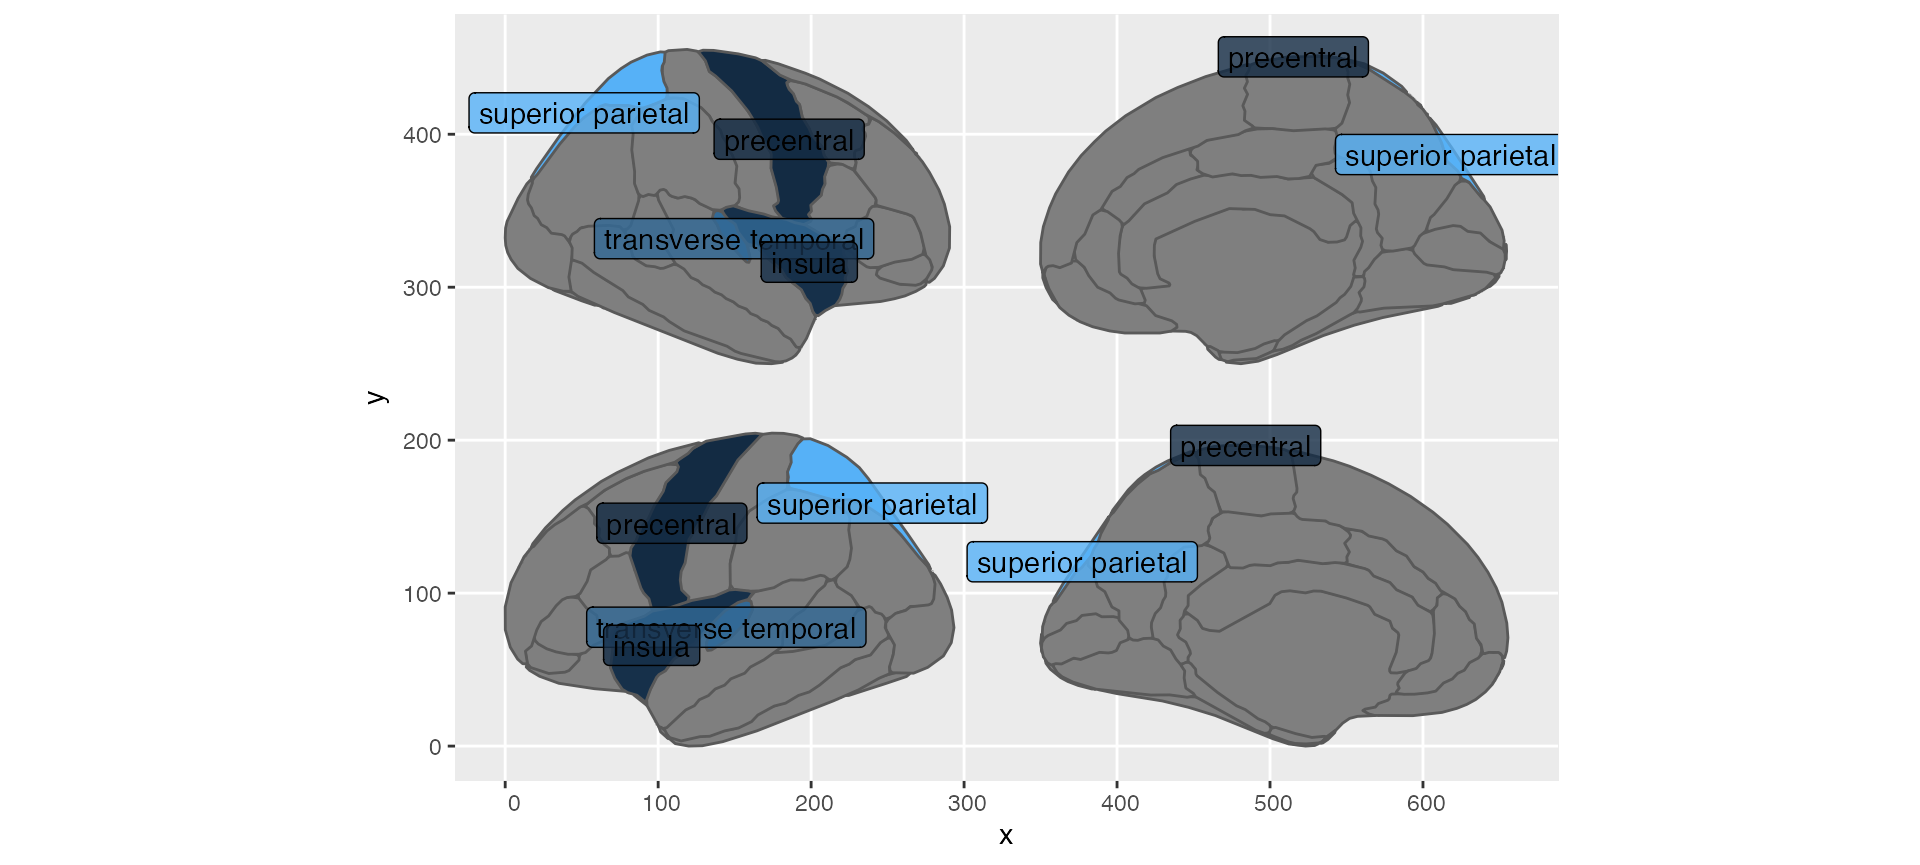 precentral
superior parietal
precentral
superior parietal
transverse temporal
insula
400
300
200
100
0
y
precentral
superior parietal
precentral
superior parietal
transverse temporal
insula
0
100
200
300
400
500
600
x